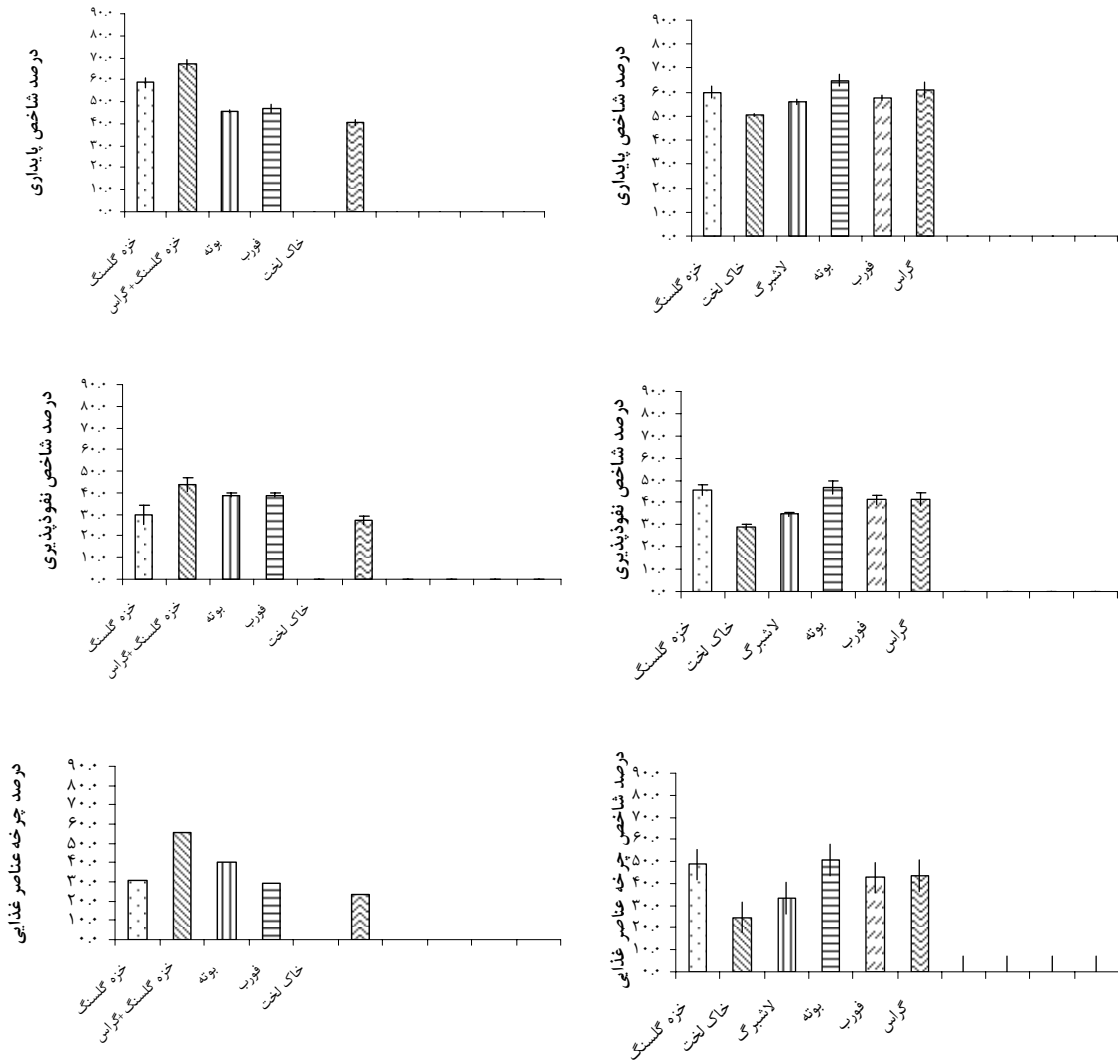 درصد شاخص پایداری
۹۰.۰
۸۰.۰
۷۰.۰
۶۰.۰
۵۰.۰
۴۰.۰
۳۰.۰
۲۰.۰
۱۰.۰
۰.۰
خزه گلسنگ
خزه گلسنگ+گراس
بوته
فورب
خاک لخت
درصد شاخص پایداری
۹۰.۰
۸۰.۰
۷۰.۰
۶۰.۰
۵۰.۰
۴۰.۰
۳۰.۰
۲۰.۰
۱۰.۰
۰.۰
خزه گلسنگ
خاک لخت
لاشبرگ
بوته
فورب
گراس
درصد شاخص نفوذپذیری
۹۰.۰
۸۰.۰
۷۰.۰
۶۰.۰
۵۰.۰
۴۰.۰
۳۰.۰
۲۰.۰
۱۰.۰
۰.۰
خزه گلسنگ
خزه گلسنگ+گراس
بوته
فورب
خاک لخت
درصد شاخص نفوذپذیری
۹۰.۰
۸۰.۰
۷۰.۰
۶۰.۰
۵۰.۰
۴۰.۰
۳۰.۰
۲۰.۰
۱۰.۰
۰.۰
خزه گلسنگ
خاک لخت
لاشبرگ
بوته
فورب
گراس
درصد چرخه عناصر غذایی
۹۰.۰
۸۰.۰
۷۰.۰
۶۰.۰
۵۰.۰
۴۰.۰
۳۰.۰
۲۰.۰
۱۰.۰
۰.۰
خزه گلسنگ
خزه گلسنگ+گراس
بوته
فورب
خاک لخت
درصد شاخص چرخه عناصر غذایی
۹۰.۰
۸۰.۰
۷۰.۰
۶۰.۰
۵۰.۰
۴۰.۰
۳۰.۰
۲۰.۰
۱۰.۰
۰.۰
خزه گلسنگ
خاک لخت
لاشبرگ
بوته
فورب
گراس